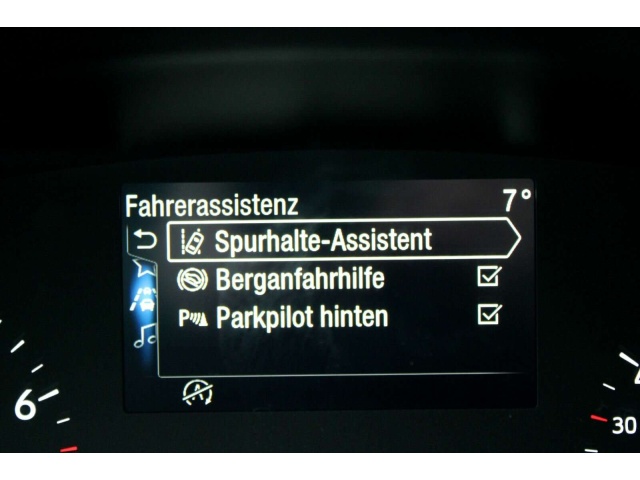 Fahrerassistenz 7°
Spurhalte-Assistent
Berganfahrhilfe
P Parkpilot hinten
A
6
30